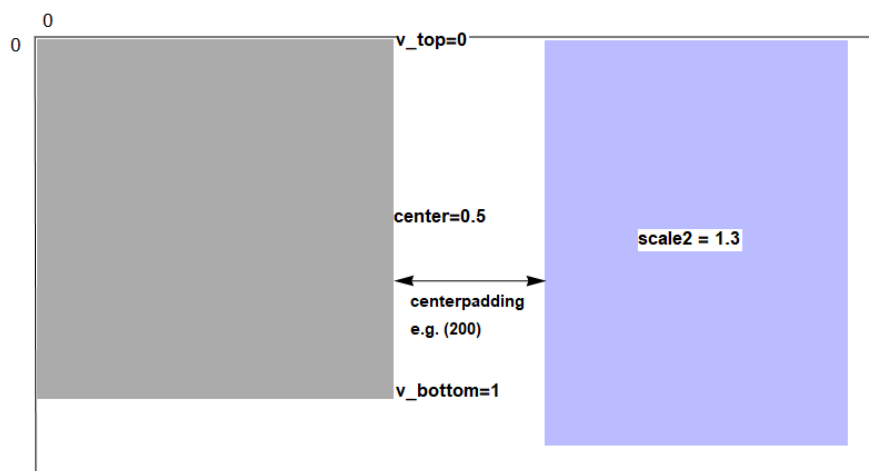 0
0
v_top=0
center=0.5
scale2 = 1.3
centerpadding
e.g. (200)
v_bottom=1